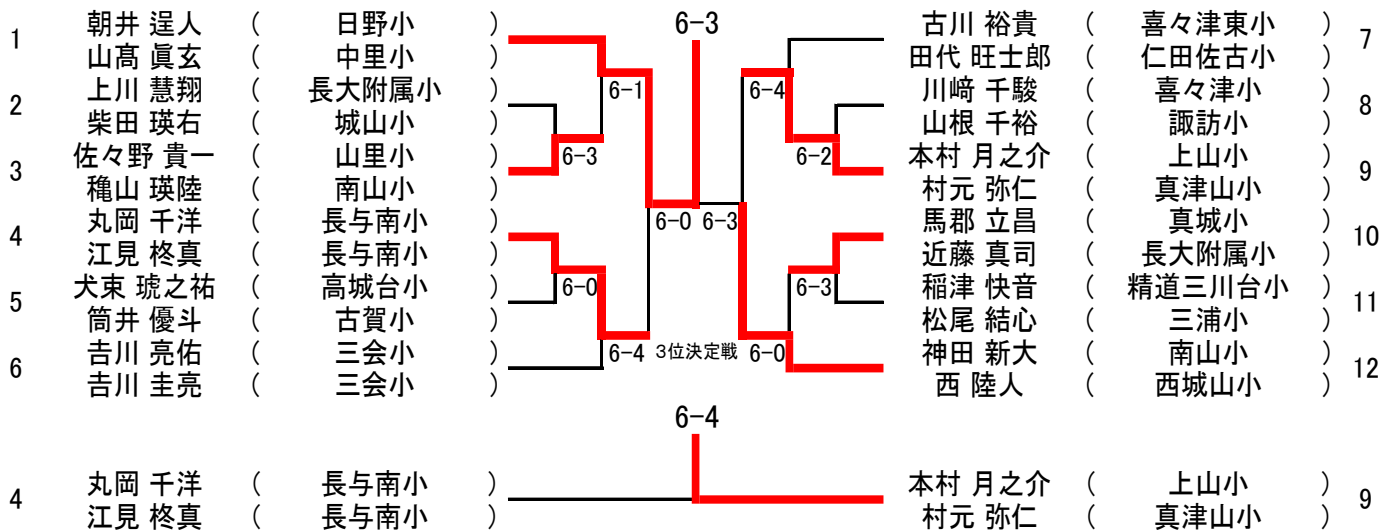 6-3
1 朝井 逞人 ( 日野小 )
山髙 眞玄 ( 中里小 )
2 上川 慧翔 ( 長大附属小 )
柴田 瑛右 ( 城山小 )
3 佐々野 貴一 ( 山里小 )
穐山 瑛陸 ( 南山小 )
4 丸岡 千洋 ( 長与南小 )
江見 柊真 ( 長与南小 )
5 犬束 琥之祐 ( 高城台小 )
筒井 優斗 ( 古賀小 )
6 𠮷川 亮佑 ( 三会小 )
𠮷川 圭亮 ( 三会小 )
6-1
6-3
6-0
6-4
6-0 6-3
3位決定戦
6-4
6-2
6-3
6-0
古川 裕貴 ( 喜々津東小 ) 7
田代 旺士郎 ( 仁田佐古小 )
川﨑 千駿 ( 喜々津小 ) 8
山根 千裕 ( 諏訪小 )
本村 月之介 ( 上山小 ) 9
村元 弥仁 ( 真津山小 )
馬郡 立昌 ( 真城小 ) 10
近藤 真司 ( 長大附属小 )
稲津 快音 ( 精道三川台小 ) 11
松尾 結心 ( 三浦小 )
神田 新大 ( 南山小 ) 12
西 陸人 ( 西城山小 )
6-4
4 丸岡 千洋 ( 長与南小 )
江見 柊真 ( 長与南小 )
本村 月之介 ( 上山小 ) 9
村元 弥仁 ( 真津山小 )